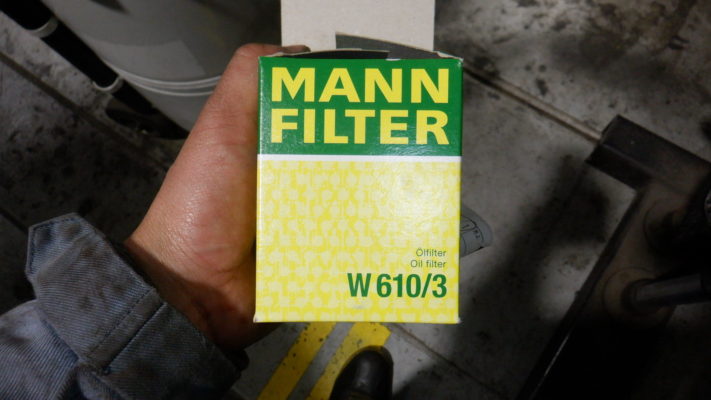 MANN
FILTER
Ölfilter
Oil filter
W 610/3